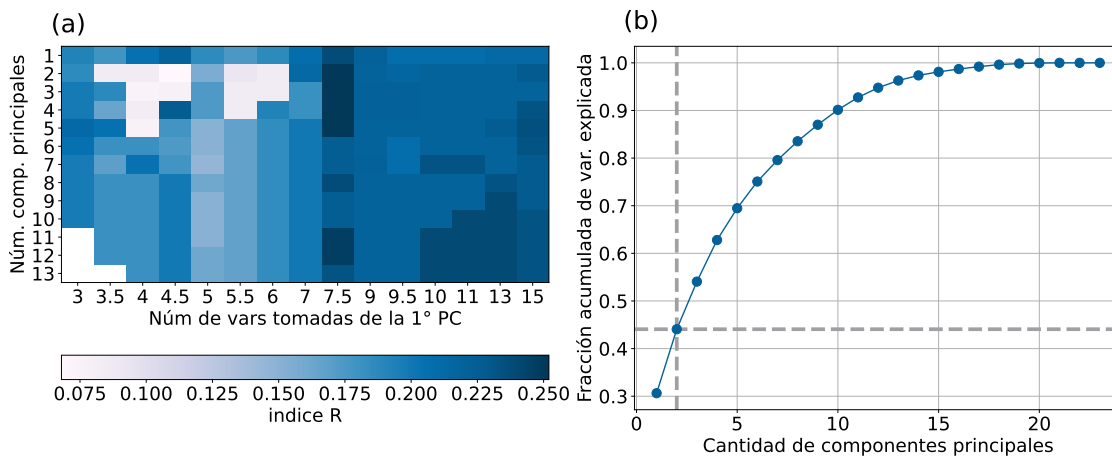 (a)
Núm. comp. principales
1
2
3
4
5
6
7
8
9
10
11
12
13
3 3.5 4 4.5 5 5.5 6 7 7.5 9 9.5 10 11 13 15
Núm de vars tomadas de la 1° PC
0.075 0.100 0.125 0.150 0.175 0.200 0.225 0.250
indice R
(b)
Fracción acumulada de var. explicada
1.0
0.9
0.8
0.7
0.6
0.5
0.4
0.3
0 5 10 15 20
Cantidad de componentes principales